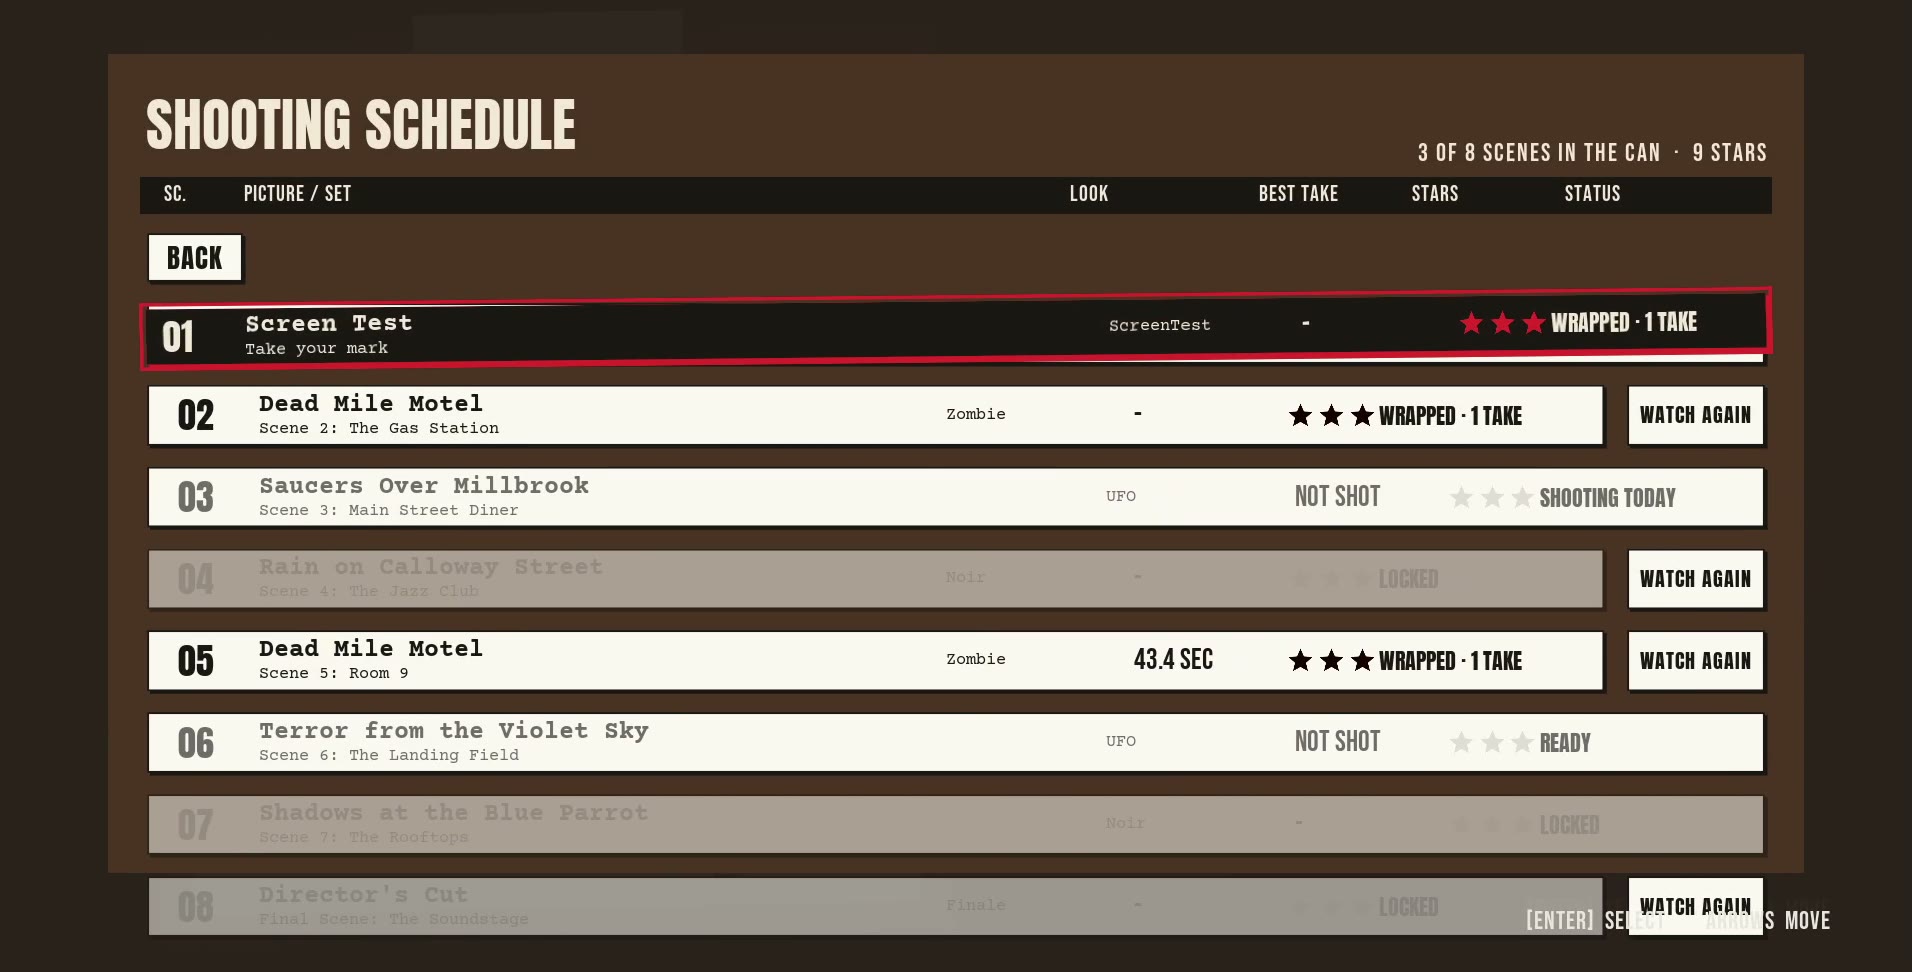 SHOOTING SCHEDULE
3 OF 8 SCENES IN THE CAN · 9 STARS
SC. PICTURE / SET LOOK BEST TAKE STARS STATUS
BACK
01 Screen Test ScreenTest - WRAPPED · 1 TAKE
Take your mark
02 Dead Mile Motel Zombie - WRAPPED · 1 TAKE WATCH AGAIN
Scene 2: The Gas Station
03 Saucers Over Millbrook UFO NOT SHOT SHOOTING TODAY
Scene 3: Main Street Diner
04 Rain on Calloway Street Noir - LOCKED WATCH AGAIN
Scene 4: The Jazz Club
05 Dead Mile Motel Zombie 43.4 SEC WRAPPED · 1 TAKE WATCH AGAIN
Scene 5: Room 9
06 Terror from the Violet Sky UFO NOT SHOT READY
Scene 6: The Landing Field
07 Shadows at the Blue Parrot Noir - LOCKED
Scene 7: The Rooftops
08 Director's Cut Finale - LOCKED WATCH AGAIN
Final Scene: The Soundstage
[ENTER] SELECT ARROWS MOVE